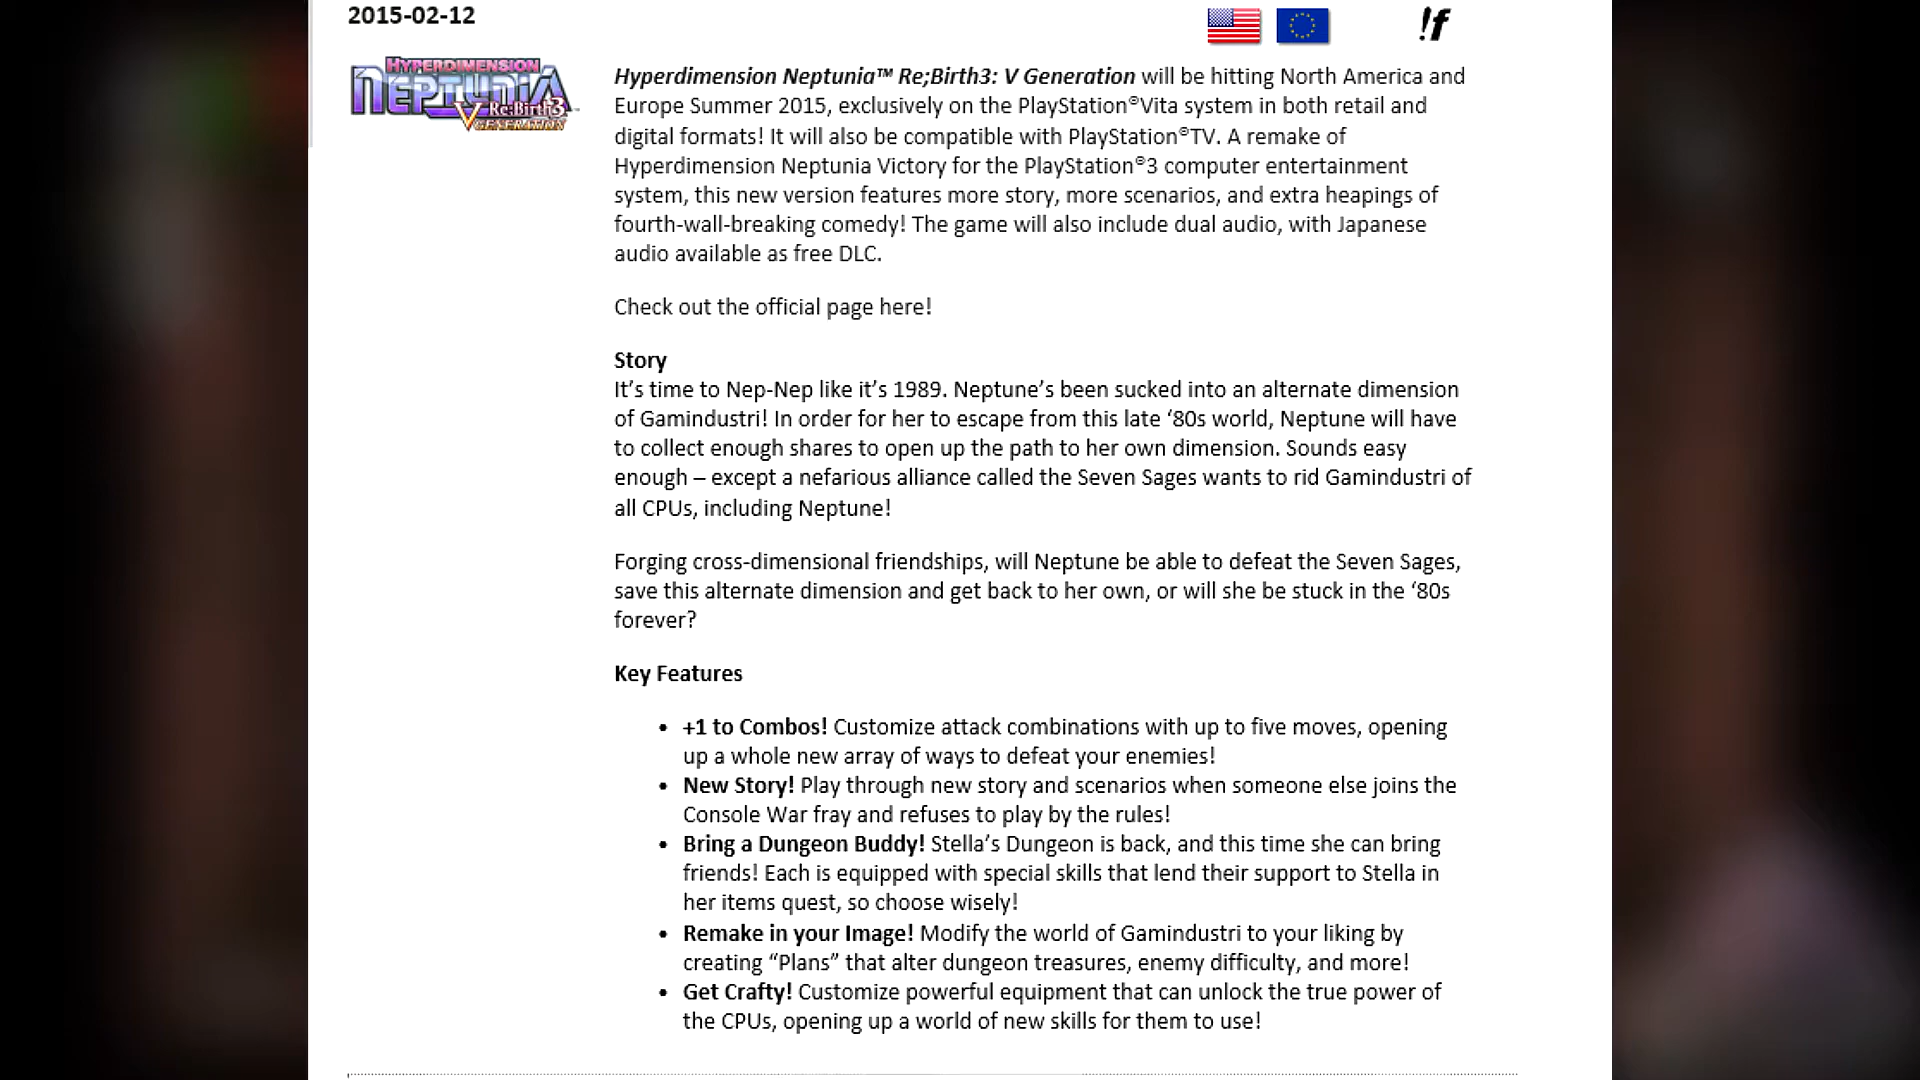 2015-02-12
!f
HYPERDIMENSION
NEPTUNIA
V Re;Birth3
GENERATION
Hyperdimension Neptunia™ Re;Birth3: V Generation will be hitting North America and
Europe Summer 2015, exclusively on the PlayStation®Vita system in both retail and
digital formats! It will also be compatible with PlayStation®TV. A remake of
Hyperdimension Neptunia Victory for the PlayStation®3 computer entertainment
system, this new version features more story, more scenarios, and extra heapings of
fourth-wall-breaking comedy! The game will also include dual audio, with Japanese
audio available as free DLC.
Check out the official page here!
Story
It’s time to Nep-Nep like it’s 1989. Neptune’s been sucked into an alternate dimension
of Gamindustri! In order for her to escape from this late ‘80s world, Neptune will have
to collect enough shares to open up the path to her own dimension. Sounds easy
enough – except a nefarious alliance called the Seven Sages wants to rid Gamindustri of
all CPUs, including Neptune!
Forging cross-dimensional friendships, will Neptune be able to defeat the Seven Sages,
save this alternate dimension and get back to her own, or will she be stuck in the ‘80s
forever?
Key Features
• +1 to Combos! Customize attack combinations with up to five moves, opening
up a whole new array of ways to defeat your enemies!
• New Story! Play through new story and scenarios when someone else joins the
Console War fray and refuses to play by the rules!
• Bring a Dungeon Buddy! Stella’s Dungeon is back, and this time she can bring
friends! Each is equipped with special skills that lend their support to Stella in
her items quest, so choose wisely!
• Remake in your Image! Modify the world of Gamindustri to your liking by
creating “Plans” that alter dungeon treasures, enemy difficulty, and more!
• Get Crafty! Customize powerful equipment that can unlock the true power of
the CPUs, opening up a world of new skills for them to use!